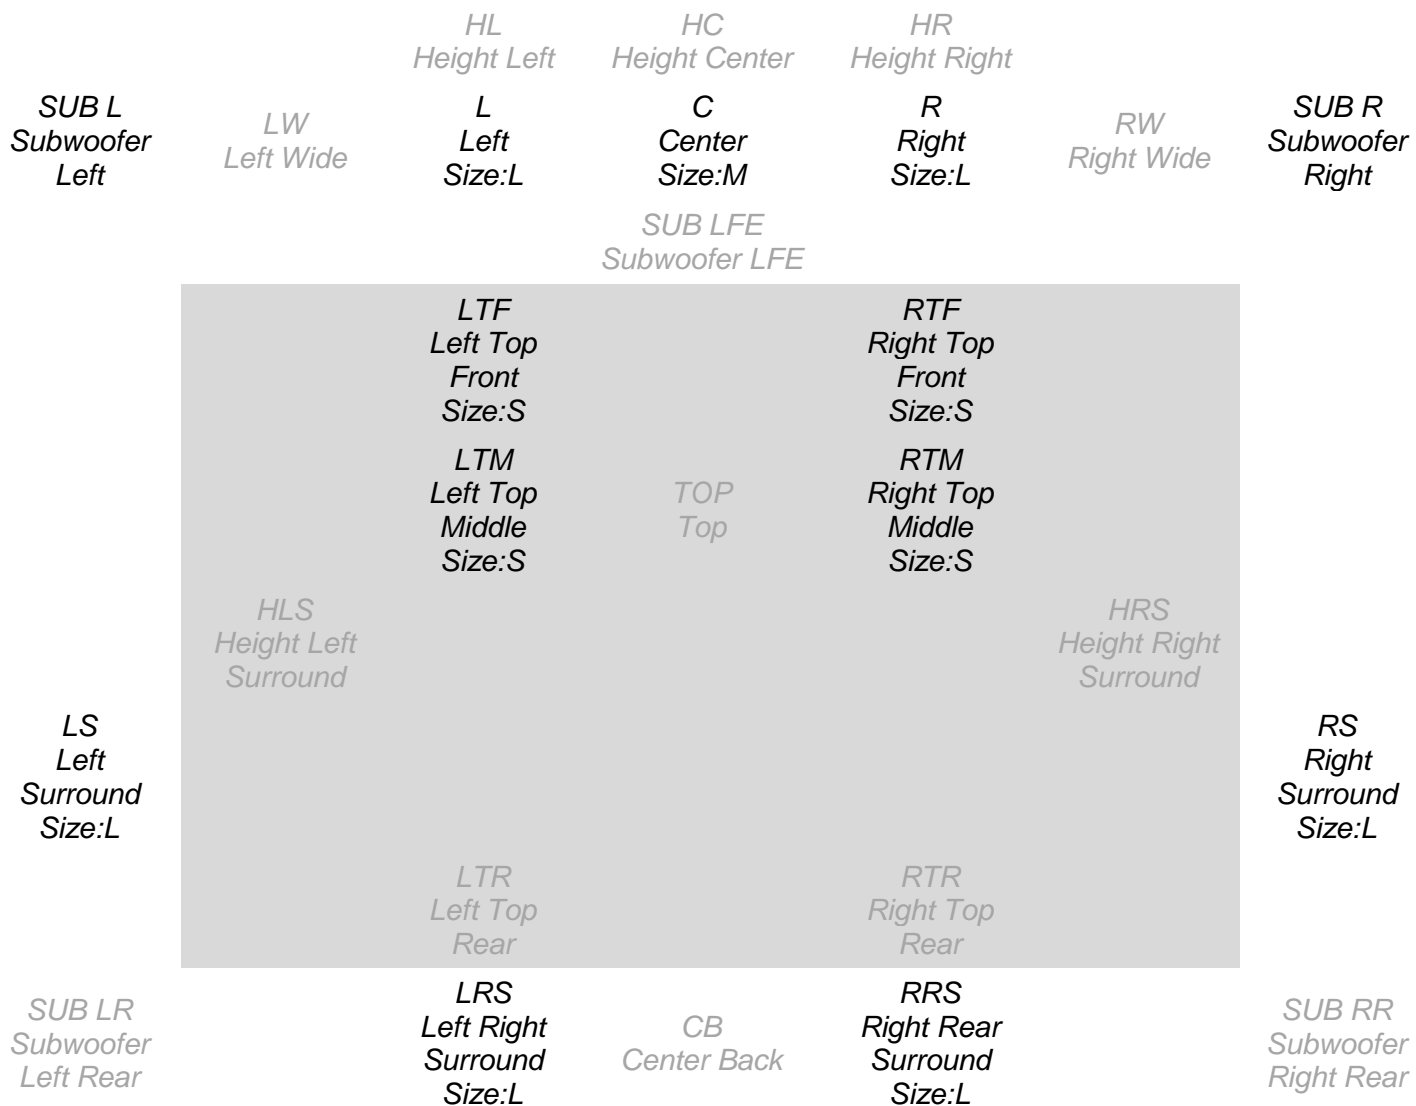 HL
Height Left
HC
Height Center
HR
Height Right
SUB L
Subwoofer
Left
LW
Left Wide
L
Left
Size:L
C
Center
Size:M
R
Right
Size:L
RW
Right Wide
SUB R
Subwoofer
Right
SUB LFE
Subwoofer LFE
LTF
Left Top
Front
Size:S
RTF
Right Top
Front
Size:S
LTM
Left Top
Middle
Size:S
TOP
Top
RTM
Right Top
Middle
Size:S
HLS
Height Left
Surround
HRS
Height Right
Surround
LS
Left
Surround
Size:L
RS
Right
Surround
Size:L
LTR
Left Top
Rear
RTR
Right Top
Rear
SUB LR
Subwoofer
Left Rear
LRS
Left Right
Surround
Size:L
CB
Center Back
RRS
Right Rear
Surround
Size:L
SUB RR
Subwoofer
Right Rear